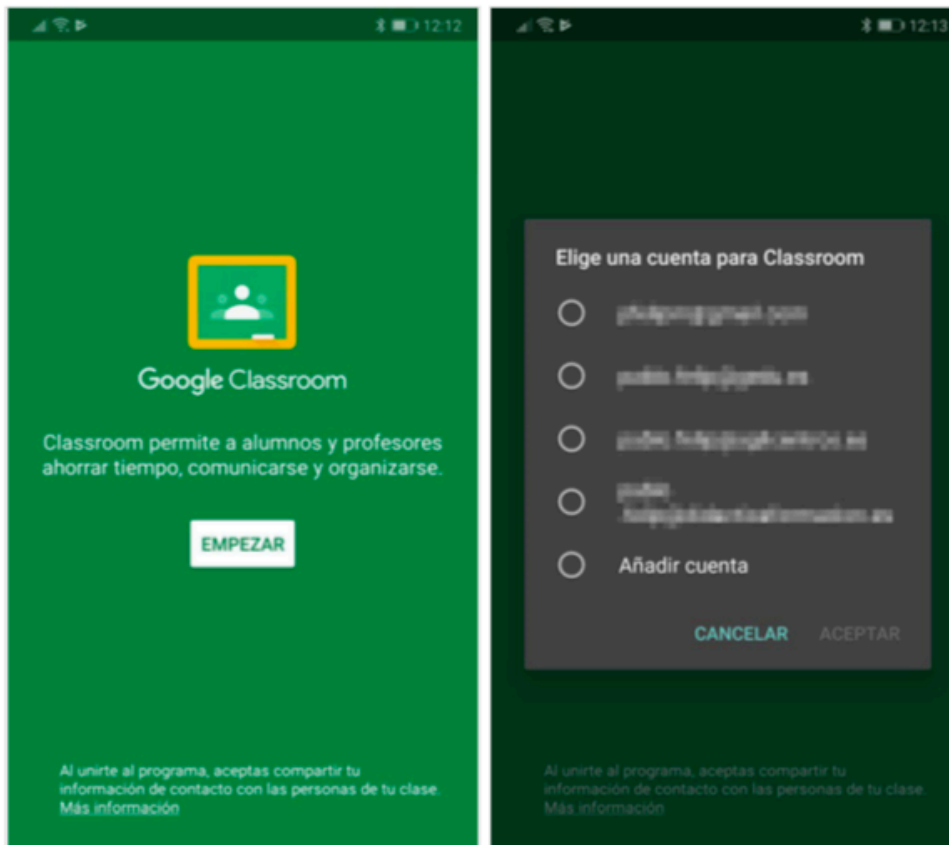 12:12
Google Classroom
Classroom permite a alumnos y profesores
ahorrar tiempo, comunicarse y organizarse.
EMPEZAR
Al unirte al programa, aceptas compartir tu
información de contacto con las personas de tu clase.
Más información
12:13
Elige una cuenta para Classroom
Añadir cuenta
CANCELAR ACEPTAR
Al unirte al programa, aceptas compartir tu
información de contacto con las personas de tu clase.
Más información